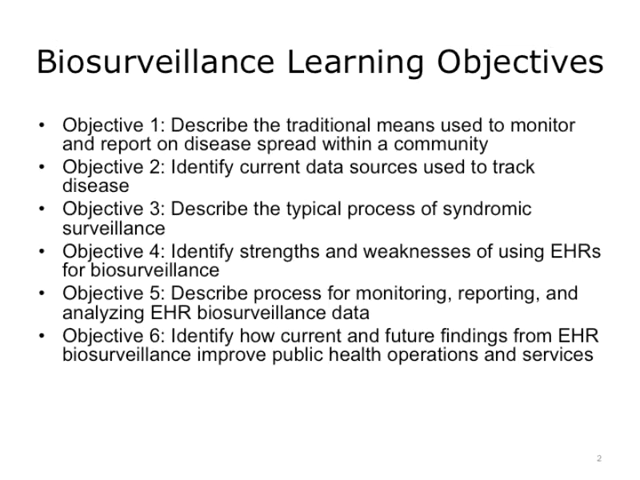 Biosurveillance Learning Objectives
• Objective 1: Describe the traditional means used to monitor
and report on disease spread within a community
• Objective 2: Identify current data sources used to track
disease
• Objective 3: Describe the typical process of syndromic
surveillance
• Objective 4: Identify strengths and weaknesses of using EHRs
for biosurveillance
• Objective 5: Describe process for monitoring, reporting, and
analyzing EHR biosurveillance data
• Objective 6: Identify how current and future findings from EHR
biosurveillance improve public health operations and services
2